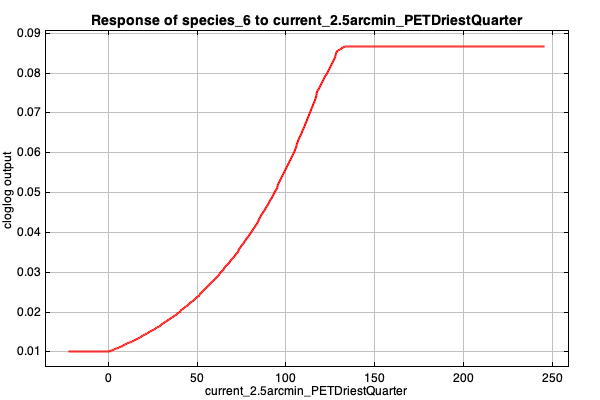 Response of species_6 to current_2.5arcmin_PETDriestQuarter
0.09
0.08
0.07
0.06
0.05
0.04
0.03
0.02
0.01
cloglog output
0 50 100 150 200 250
current_2.5arcmin_PETDriestQuarter